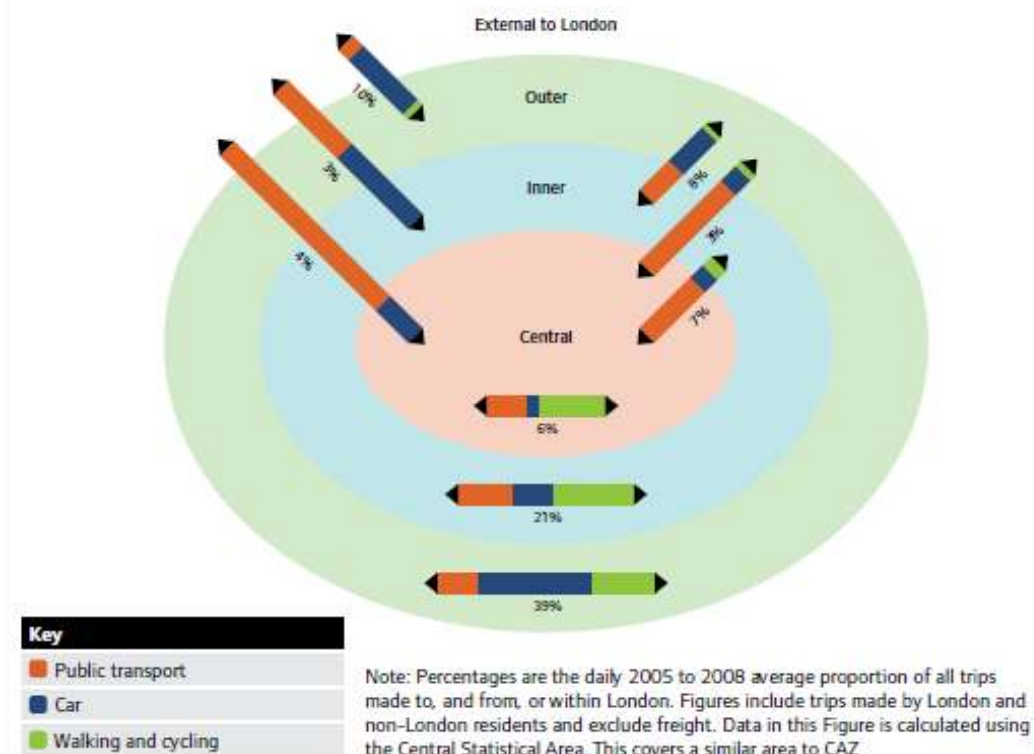 External to London
Outer
10%
3%
4%
Inner
8%
3%
7%
Central
6%
21%
39%
Key
Public transport
Car
Walking and cycling
Note: Percentages are the daily 2005 to 2008 average proportion of all trips
made to, and from, or within London. Figures include trips made by London and
non-London residents and exclude freight. Data in this Figure is calculated using
the Central Statistical Area. This covers a similar area to CAZ